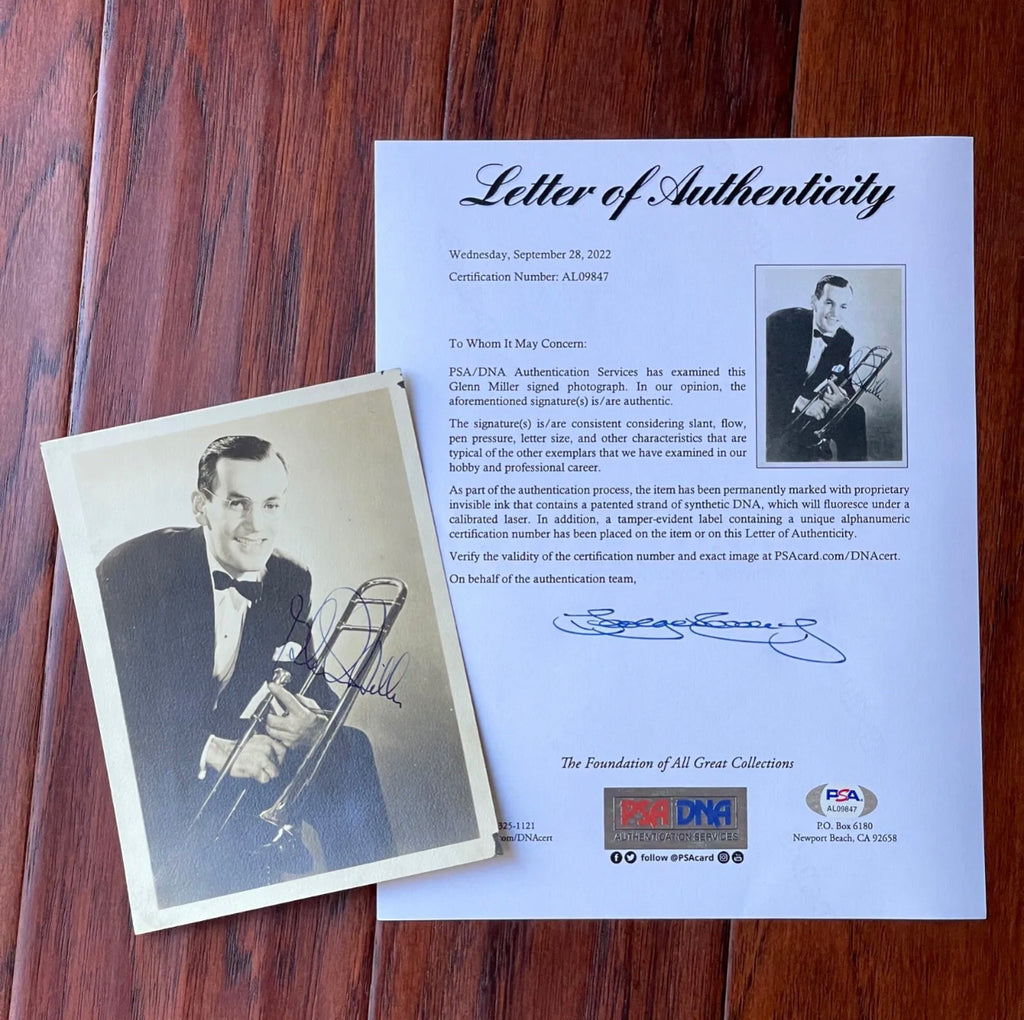 Letter of Authenticity
Wednesday, September 28, 2022
Certification Number: AL09847
To Whom It May Concern:
PSA/DNA Authentication Services has examined this
Glenn Miller signed photograph. In our opinion, the
aforementioned signature(s) is/are authentic.
The signature(s) is/are consistent considering slant, flow,
pen pressure, letter size, and other characteristics that are
typical of the other exemplars that we have examined in our
hobby and professional career.
As part of the authentication process, the item has been permanently marked with proprietary
invisible ink that contains a patented strand of synthetic DNA, which will fluoresce under a
calibrated laser. In addition, a tamper-evident label containing a unique alphanumeric
certification number has been placed on the item or on this Letter of Authenticity.
Verify the validity of the certification number and exact image at PSAcard.com/DNAcert.
On behalf of the authentication team,
Glenn Miller
The Foundation of All Great Collections
325-1121
om/DNAcert
PSA DNA
AUTHENTICATION SERVICES
follow @PSAcard
PSA
AL09847
P.O. Box 6180
Newport Beach, CA 92658